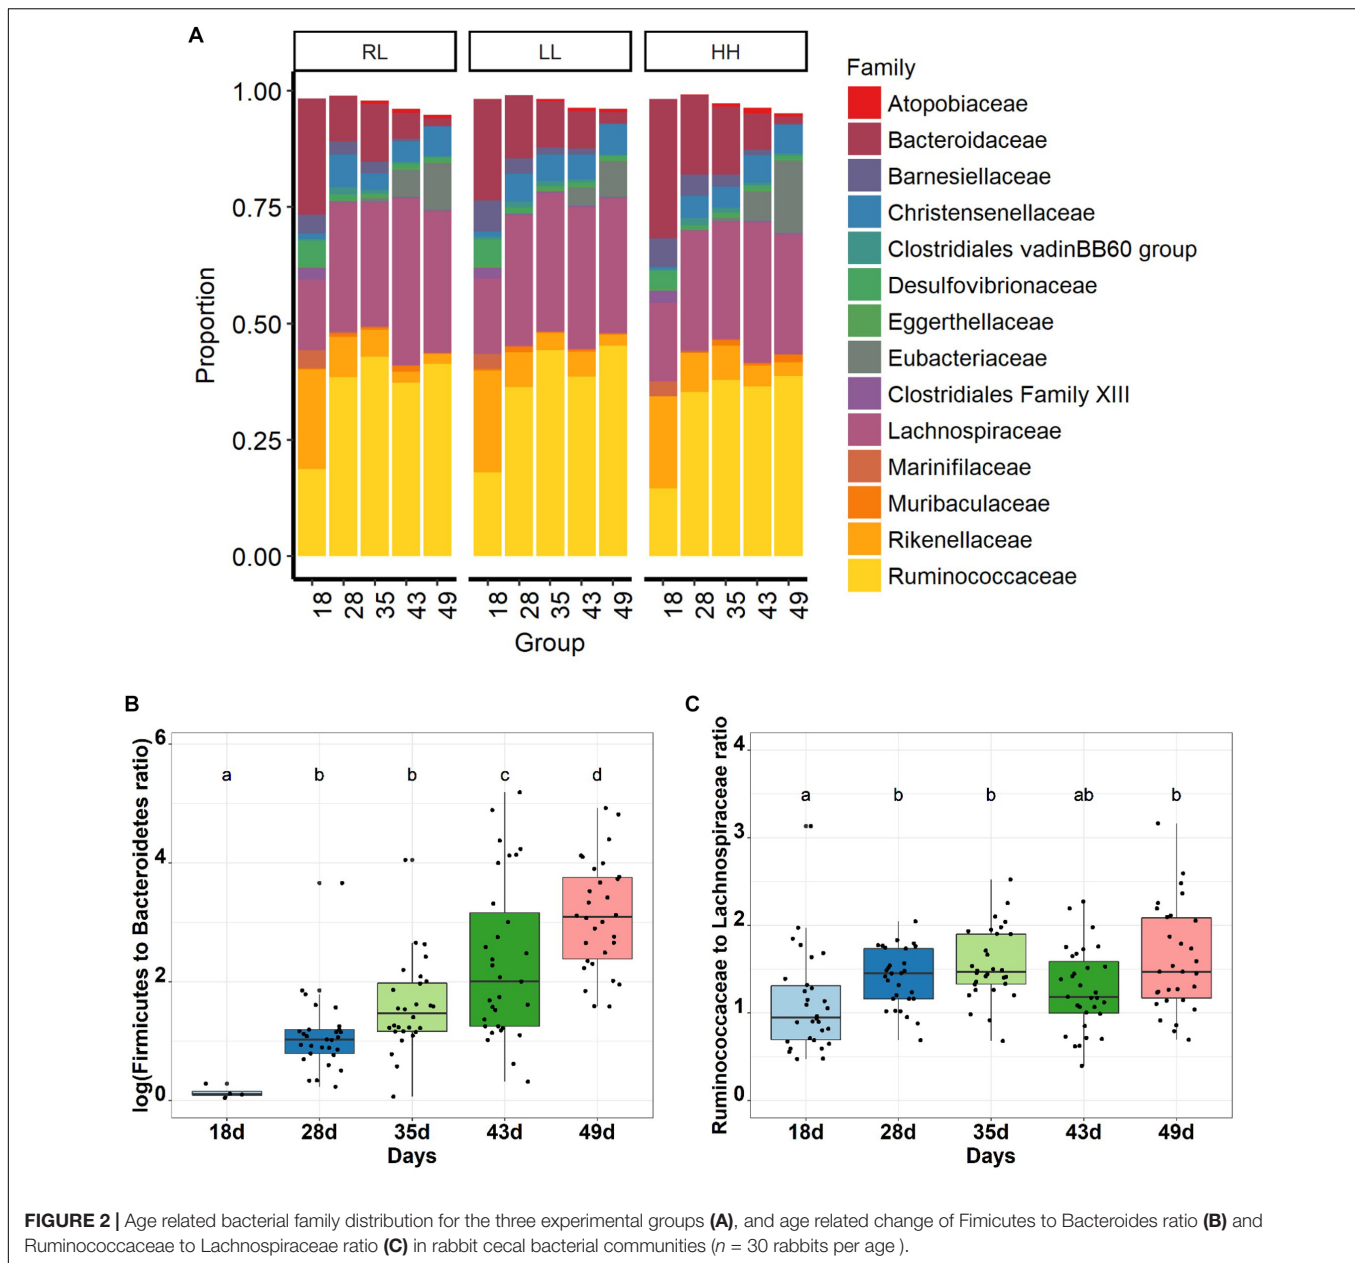 A
RL LL HH
Family
1.00
0.75
0.50
0.25
0.00
Proportion
18 28 35 43 49 18 28 35 43 49 18 28 35 43 49
Group
Atopobiaceae
Bacteroidaceae
Barnesiellaceae
Christensenellaceae
Clostridiales vadinBB60 group
Desulfovibrionaceae
Eggerthellaceae
Eubacteriaceae
Clostridiales Family XIII
Lachnospiraceae
Marinifilaceae
Muribaculaceae
Rikenellaceae
Ruminococcaceae
B
log(Firmicutes to Bacteroidetes ratio)
6
4
2
0
a b b c d
18d 28d 35d 43d 49d
Days
C
Ruminococcaceae to Lachnospiraceae ratio
4
3
2
1
0
a b b ab b
18d 28d 35d 43d 49d
Days
FIGURE 2 | Age related bacterial family distribution for the three experimental groups (A), and age related change of Fimicutes to Bacteroides ratio (B) and
Ruminococcaceae to Lachnospiraceae ratio (C) in rabbit cecal bacterial communities (n = 30 rabbits per age ).